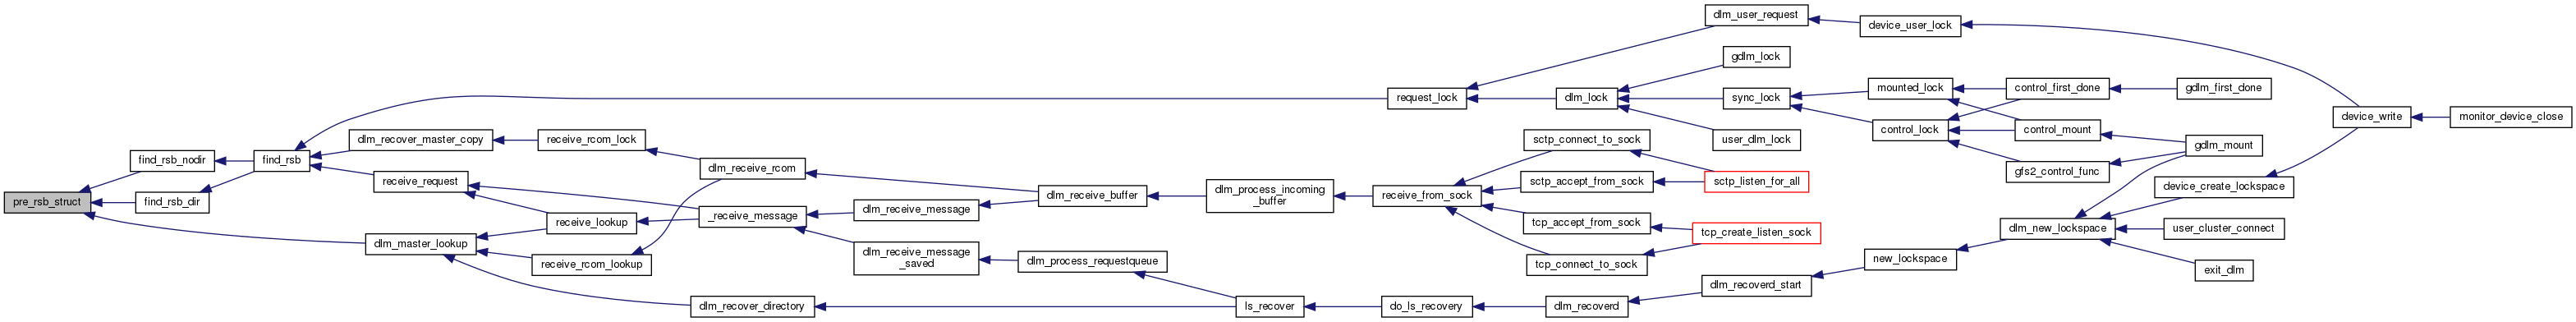 pre_rsb_struct
find_rsb_nodir
find_rsb_dir
find_rsb
dlm_master_lookup
dlm_recover_master_copy
receive_request
receive_rcom_lock
receive_lookup
receive_rcom_lookup
dlm_receive_rcom
_receive_message
dlm_recover_directory
dlm_receive_message
dlm_receive_message
_saved
dlm_receive_buffer
dlm_process_requestqueue
dlm_process_incoming
_buffer
ls_recover
request_lock
receive_from_sock
do_ls_recovery
dlm_lock
sctp_connect_to_sock
sctp_accept_from_sock
tcp_accept_from_sock
tcp_connect_to_sock
dlm_recoverd
dlm_user_request
gdlm_lock
sync_lock
user_dlm_lock
sctp_listen_for_all
tcp_create_listen_sock
dlm_recoverd_start
device_user_lock
mounted_lock
control_lock
new_lockspace
control_first_done
control_mount
gfs2_control_func
dlm_new_lockspace
gdlm_first_done
gdlm_mount
device_create_lockspace
user_cluster_connect
exit_dlm
device_write
monitor_device_close